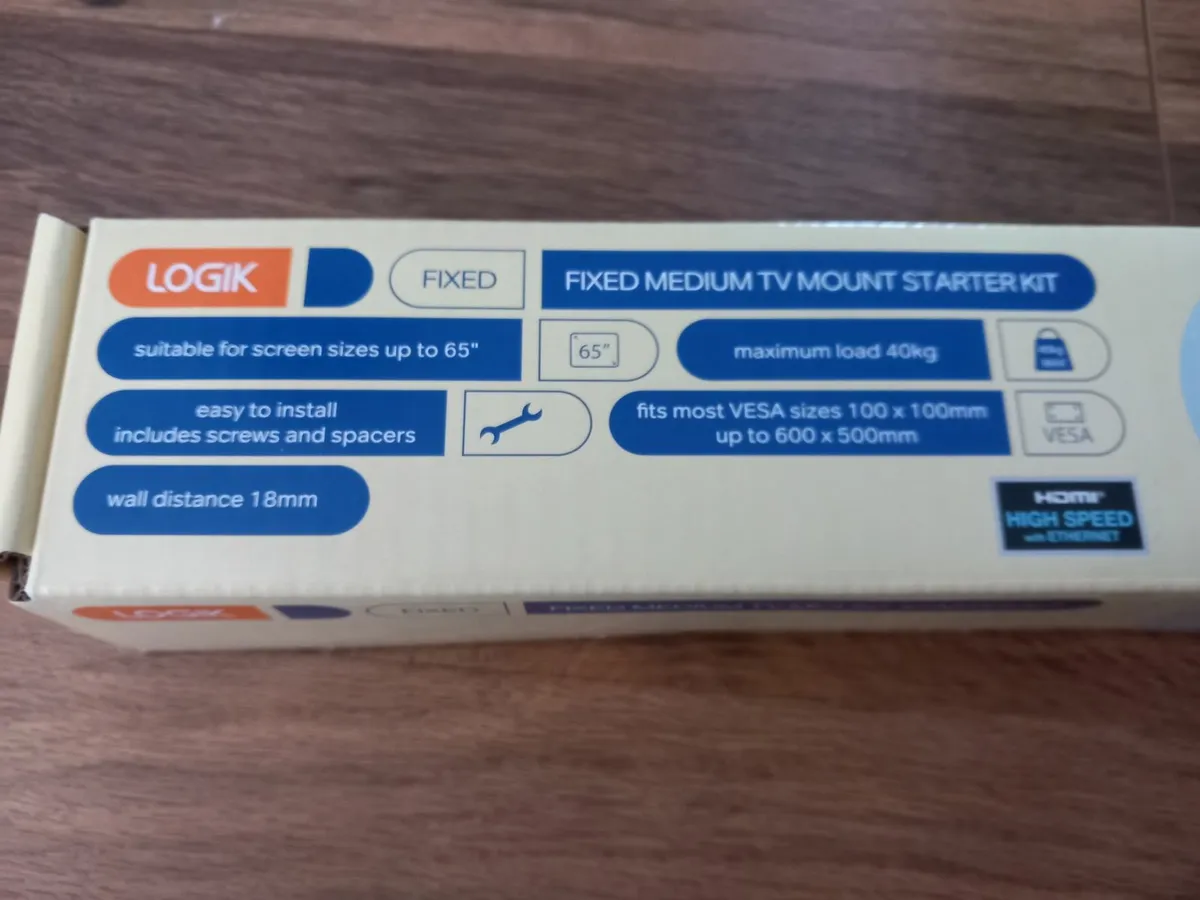 LOGIK
FIXED
FIXED MEDIUM TV MOUNT STARTER KIT
suitable for screen sizes up to 65"
65"
maximum load 40kg
easy to install
includes screws and spacers
fits most VESA sizes 100 x 100mm
up to 600 x 500mm
VESA
wall distance 18mm
HDMI
HIGH SPEED
with ETHERNET
LOGIK
FIXED